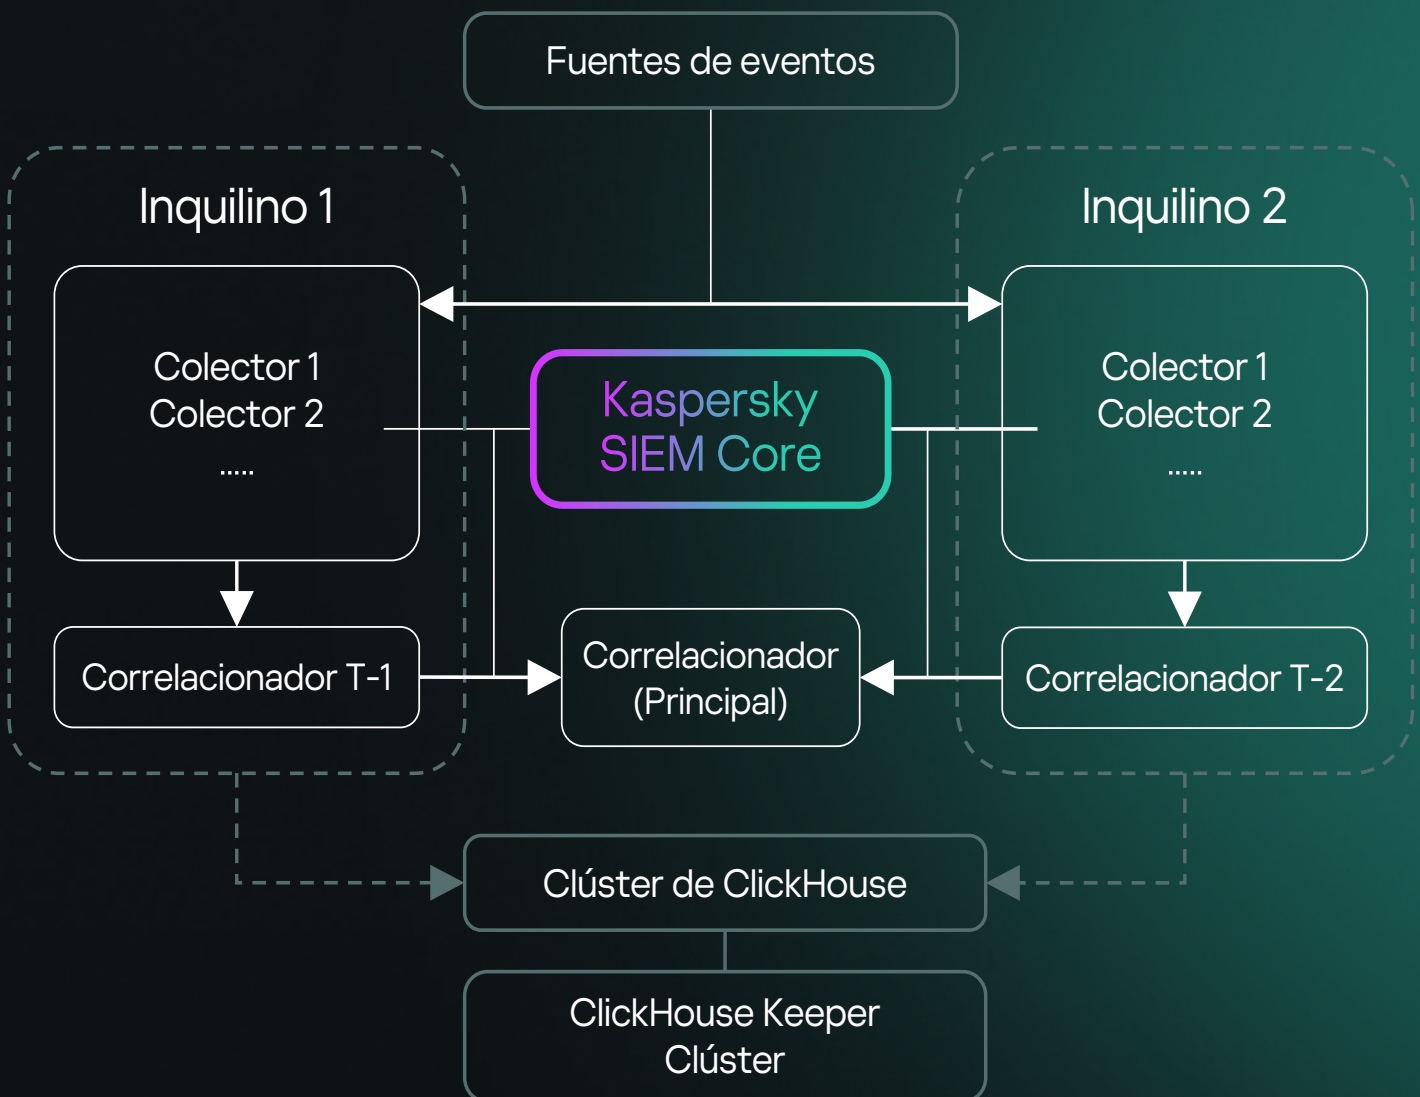 Fuentes de eventos
Inquilino 1
Inquilino 2
Colector 1
Colector 2
.....
Kaspersky
SIEM Core
Colector 1
Colector 2
.....
Correlacionador T-1
Correlacionador
(Principal)
Correlacionador T-2
Clúster de ClickHouse
ClickHouse Keeper
Clúster